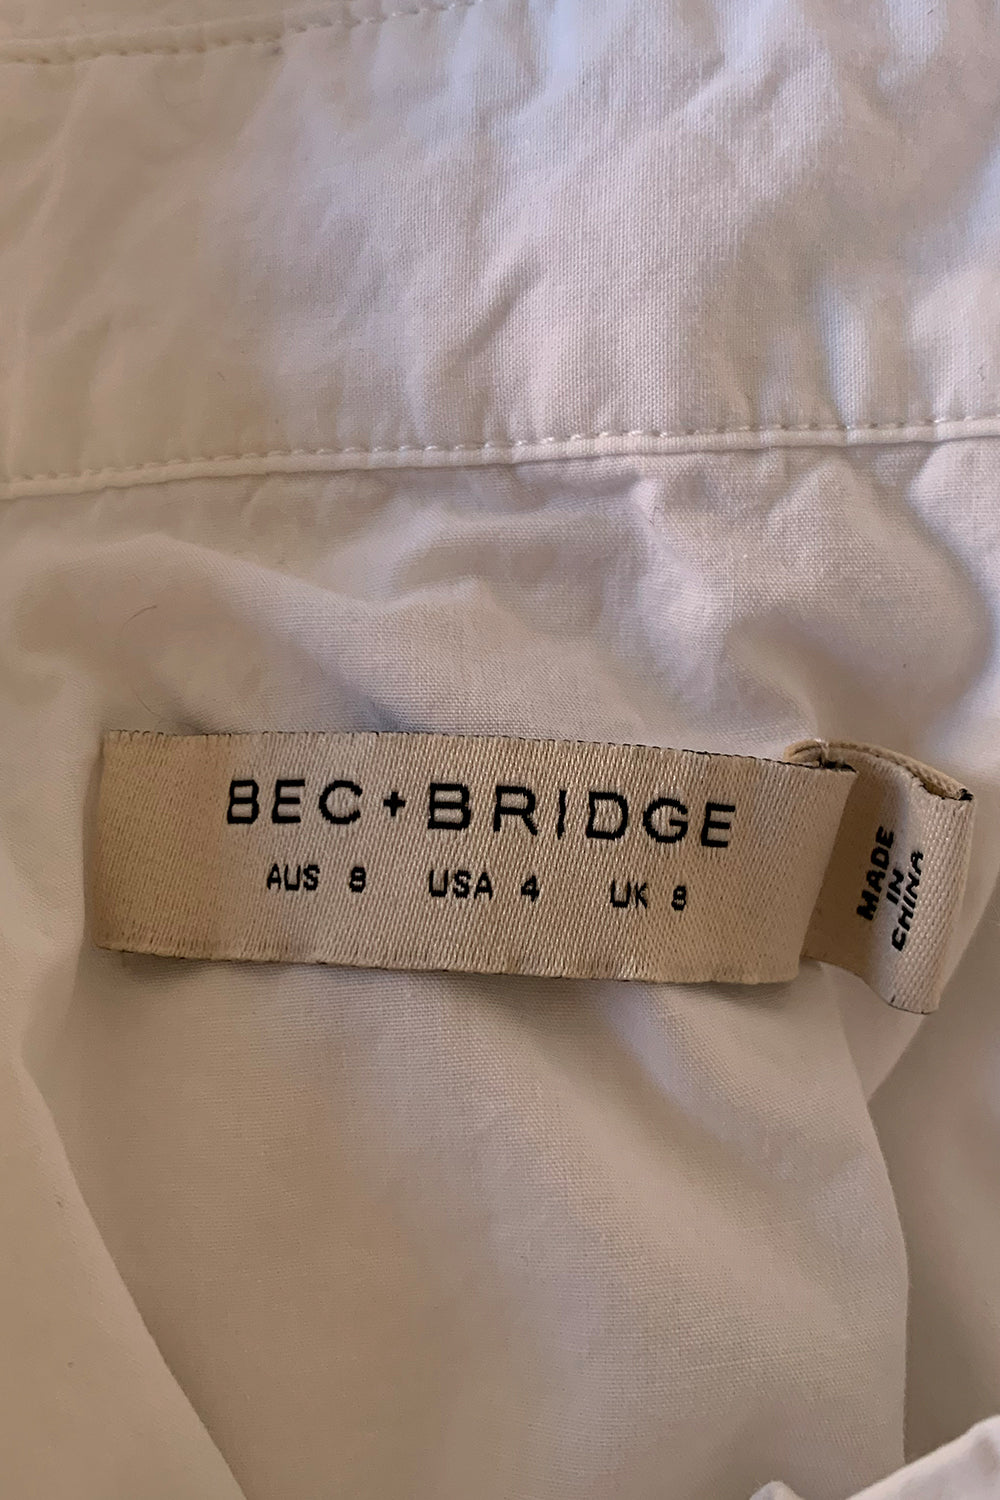 BEC+BRIDGE
AUS 8 USA 4 UK 8
MADE
IN
CHINA